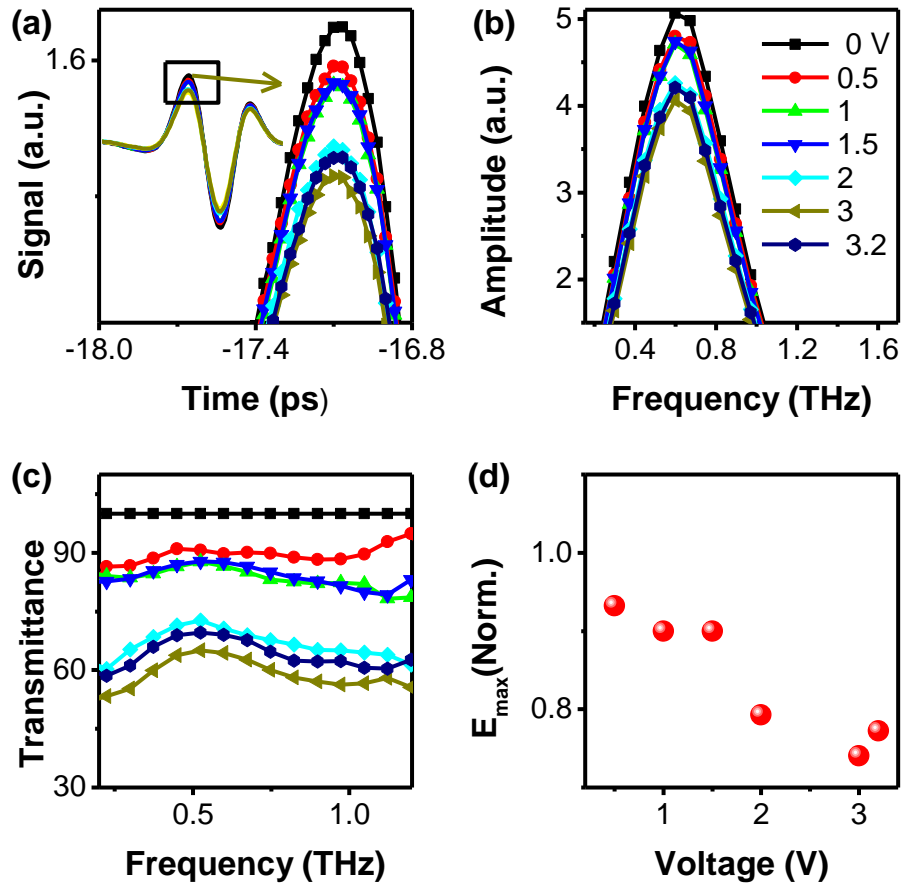 (a)
1.6
Signal (a.u.)
-18.0
-17.4
-16.8
Time (ps)
(b)
5
4
3
2
Amplitude (a.u.)
0 V
0.5
1
1.5
2
3
3.2
0.4
0.8
1.2
1.6
Frequency (THz)
(c)
90
60
30
Transmittance
0.5
1.0
Frequency (THz)
(d)
1.0
0.8
Emax(Norm.)
1
2
3
Voltage (V)